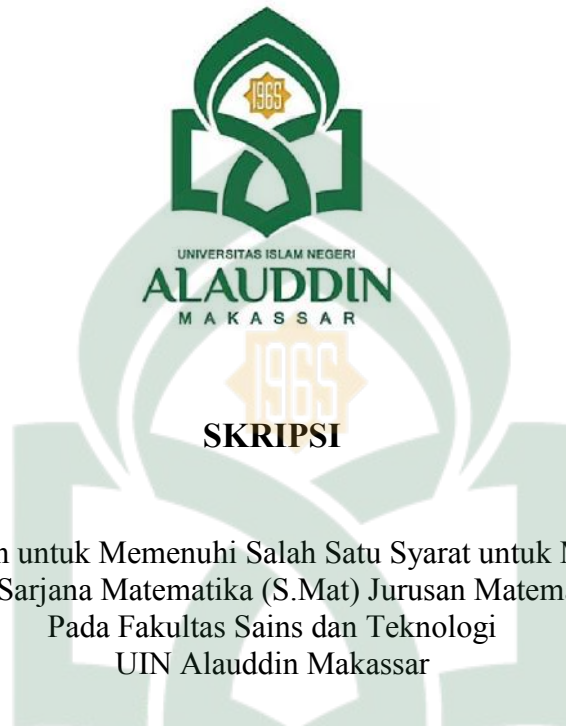 1965
UNIVERSITAS ISLAM NEGERI
ALAUDDIN
MAKASSAR
1965
SKRIPSI
untuk Memenuhi Salah Satu Syarat untuk
Sarjana Matematika (S.Mat) Jurusan
Pada Fakultas Sains dan Teknologi
UIN Alauddin Makassar